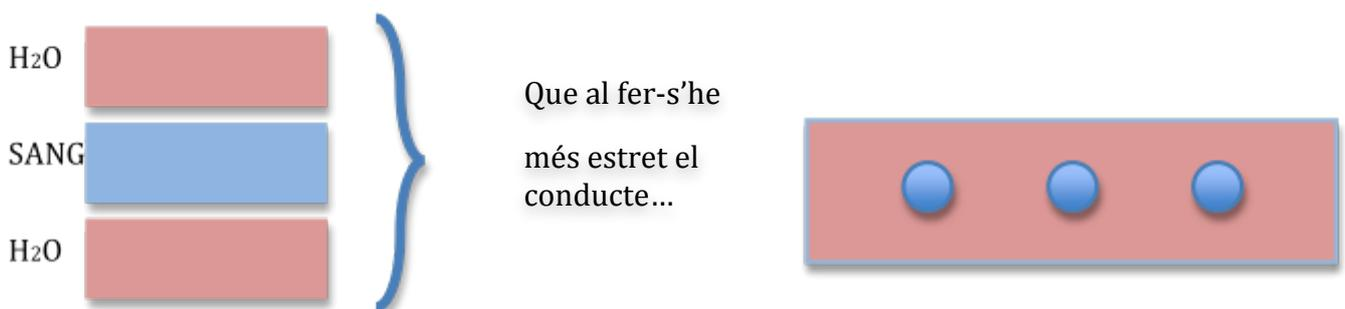 H2O
SANG
H2O
Que al fer-s’he
més estret el
conducte…